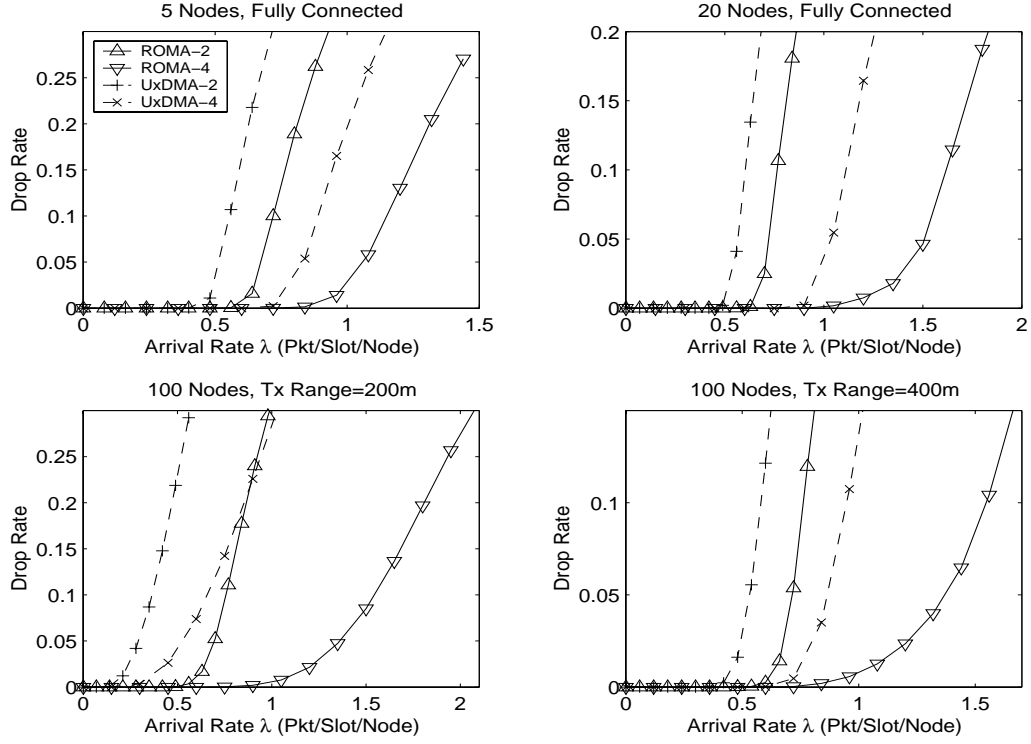 5 Nodes, Fully Connected
ROMA-2
ROMA-4
UxDMA-2
UxDMA-4
Drop Rate
0.25
0.2
0.15
0.1
0.05
0
0 0.5 1 1.5
Arrival Rate λ (Pkt/Slot/Node)
20 Nodes, Fully Connected
Drop Rate
0.2
0.15
0.1
0.05
0
0 0.5 1 1.5 2
Arrival Rate λ (Pkt/Slot/Node)
100 Nodes, Tx Range=200m
Drop Rate
0.25
0.2
0.15
0.1
0.05
0
0 0.5 1 1.5 2
Arrival Rate λ (Pkt/Slot/Node)
100 Nodes, Tx Range=400m
Drop Rate
0.1
0.05
0
0 0.5 1 1.5
Arrival Rate λ (Pkt/Slot/Node)